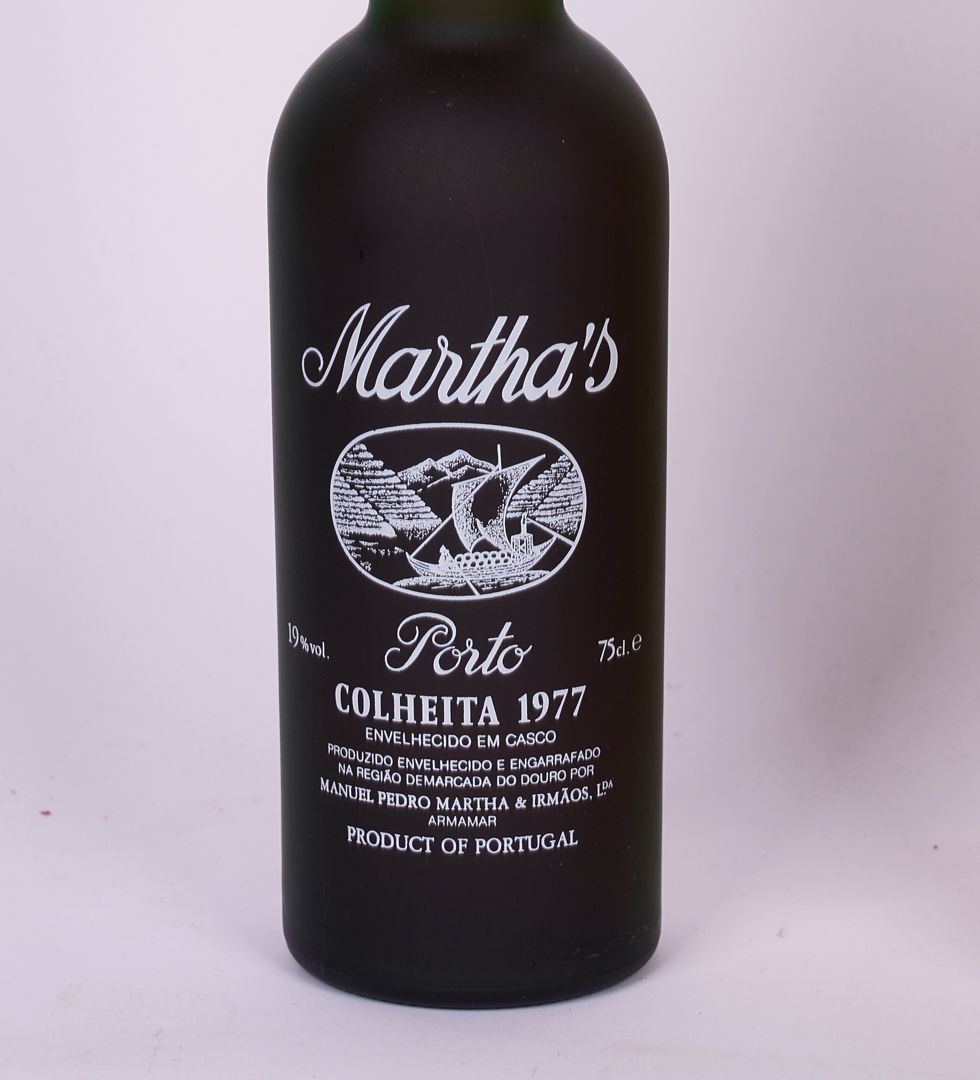 Martha's
19%vol.
Porto
75cl. e
COLHEITA 1977
ENVELHECIDO EM CASCO
PRODUZIDO ENVELHECIDO E ENGARRAFADO
NA REGIÃO DEMARCADA DO DOURO POR
MANUEL PEDRO MARTHA & IRMÃOS, L.DA
ARMAMAR
PRODUCT OF PORTUGAL